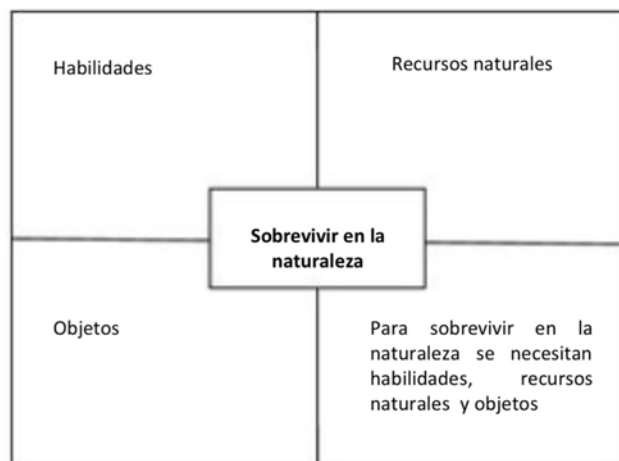 Habilidades
Recursos naturales
Sobrevivir en la
naturaleza
Objetos
Para sobrevivir en la
naturaleza se necesitan
habilidades, recursos
naturales y objetos